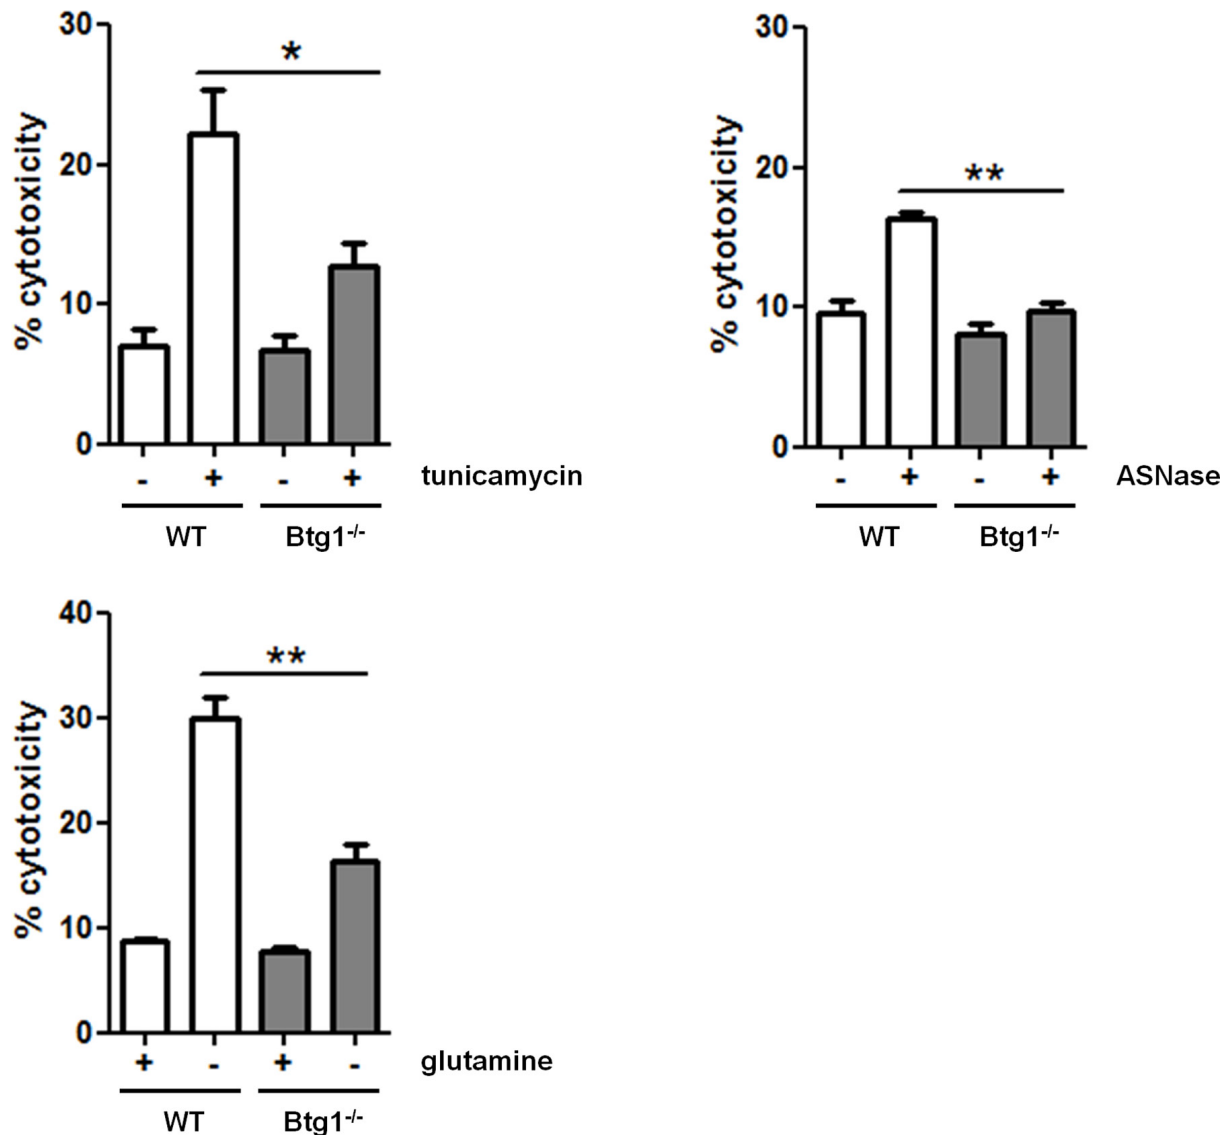 30
20
10
0
% cytotoxicity
*
- + - + tunicamycin
WT Btg1-/-
30
20
10
0
% cytotoxicity
**
- + - + ASNase
WT Btg1-/-
40
30
20
10
0
% cytotoxicity
**
+ - + - glutamine
WT Btg1-/-